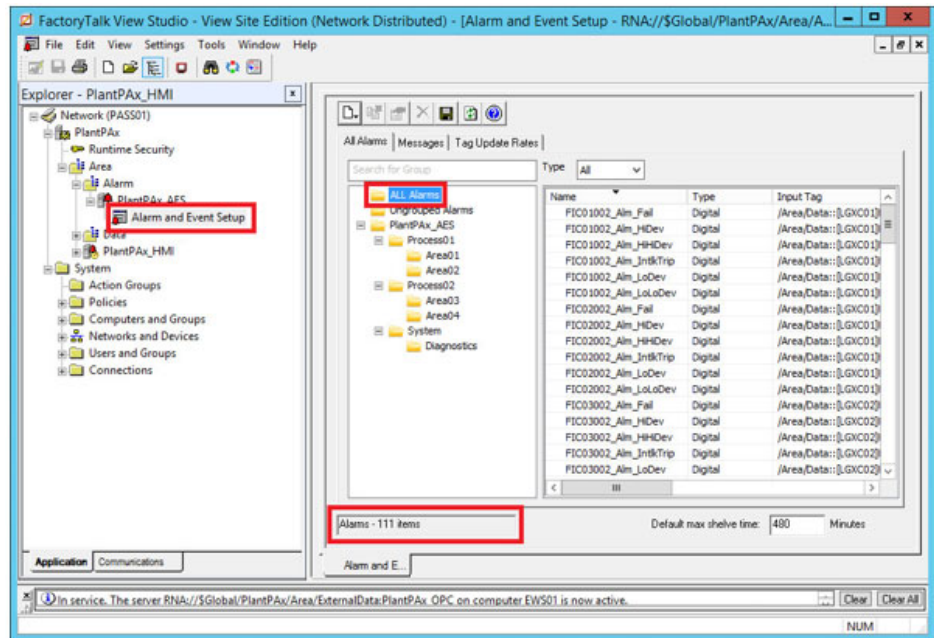 FactoryTalk View Studio - View Site Edition (Network Distributed) - [Alarm and Event Setup - RNA://$Global/PlantPAx/Area/A...
File Edit View Settings Tools Window Help
Explorer - PlantPAx_HMI
Network (PASS01)
PlantPAx
Runtime Security
Area
Alarm
PlantPAx_AES
Alarm and Event Setup
Data
PlantPAx_HMI
System
Action Groups
Policies
Computers and Groups
Networks and Devices
Users and Groups
Connections
Application Communications
All Alarms Messages Tag Update Rates
Search for Group
Type All
ALL Alarms
Ungrouped Alarms
PlantPAx_AES
Process01
Area01
Area02
Process02
Area03
Area04
System
Diagnostics
Name Type Input Tag
FIC01002_Alm_Fail Digital /Area/Data::[LGXC01]
FIC01002_Alm_HiDev Digital /Area/Data::[LGXC01]
FIC01002_Alm_HiHiDev Digital /Area/Data::[LGXC01]
FIC01002_Alm_IntlkTrip Digital /Area/Data::[LGXC01]
FIC01002_Alm_LoDev Digital /Area/Data::[LGXC01]
FIC01002_Alm_LoLoDev Digital /Area/Data::[LGXC01]
FIC02002_Alm_Fail Digital /Area/Data::[LGXC01]
FIC02002_Alm_HiDev Digital /Area/Data::[LGXC01]
FIC02002_Alm_HiHiDev Digital /Area/Data::[LGXC01]
FIC02002_Alm_IntlkTrip Digital /Area/Data::[LGXC01]
FIC02002_Alm_LoDev Digital /Area/Data::[LGXC01]
FIC02002_Alm_LoLoDev Digital /Area/Data::[LGXC01]
FIC03002_Alm_Fail Digital /Area/Data::[LGXC02]
FIC03002_Alm_HiDev Digital /Area/Data::[LGXC02]
FIC03002_Alm_HiHiDev Digital /Area/Data::[LGXC02]
FIC03002_Alm_IntlkTrip Digital /Area/Data::[LGXC02]
FIC03002_Alm_LoDev Digital /Area/Data::[LGXC02]
Alarms - 111 items
Default max shelve time: 480 Minutes
Alarm and E...
In service. The server RNA://$Global/PlantPAx/Area/ExternalData:PlantPAx_OPC on computer EWS01 is now active.
Clear Clear All
NUM